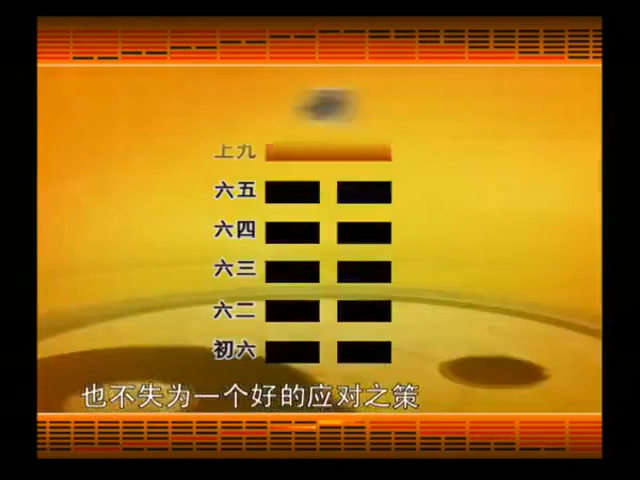 上九
六五
六四
六三
六二
初六
也不失为一个好的应对之策